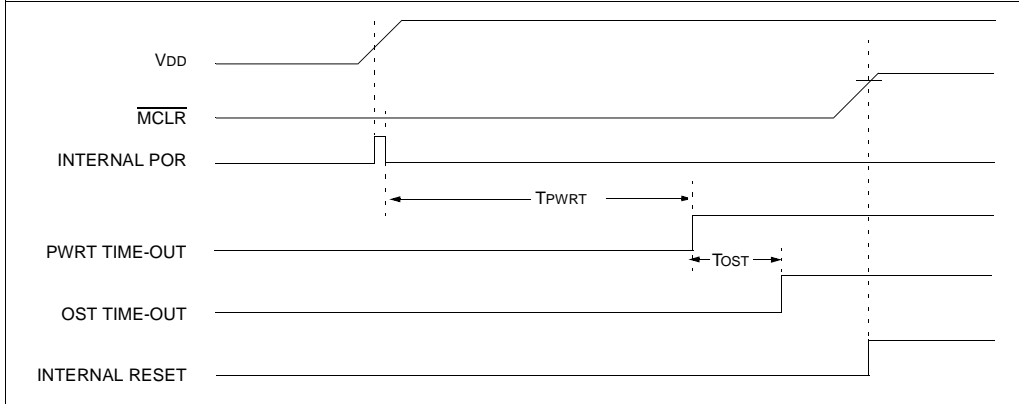 VDD
MCLR
INTERNAL POR
TPWRT
PWRT TIME-OUT
TOST
OST TIME-OUT
INTERNAL RESET